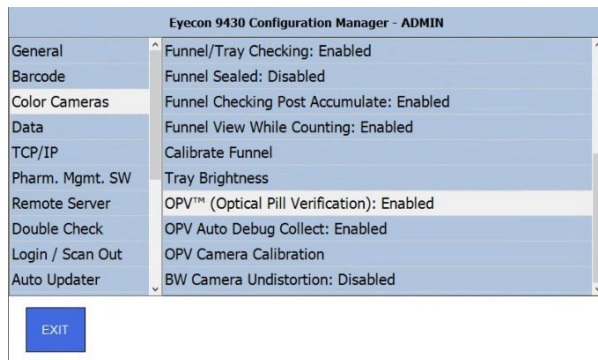 Eyecon 9430 Configuration Manager - ADMIN
General
Barcode
Color Cameras
Data
TCP/IP
Pharm. Mgmt. SW
Remote Server
Double Check
Login / Scan Out
Auto Updater
Funnel/Tray Checking: Enabled
Funnel Sealed: Disabled
Funnel Checking Post Accumulate: Enabled
Funnel View While Counting: Enabled
Calibrate Funnel
Tray Brightness
OPV™ (Optical Pill Verification): Enabled
OPV Auto Debug Collect: Enabled
OPV Camera Calibration
BW Camera Undistortion: Disabled
EXIT